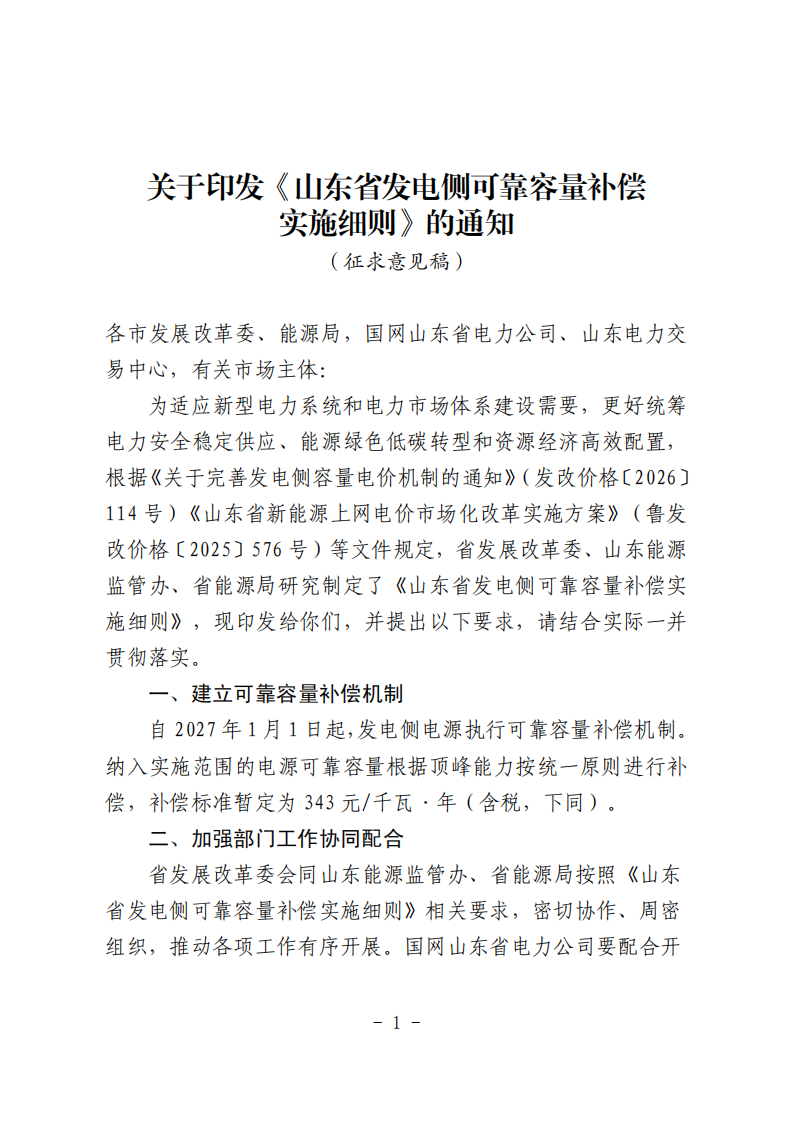 关于印发《山东省发电侧可靠容量补偿
实施细则》的通知
（征求意见稿）
各市发展改革委、能源局，国网山东省电力公司、山东电力交
易中心，有关市场主体：
为适应新型电力系统和电力市场体系建设需要，更好统筹
电力安全稳定供应、能源绿色低碳转型和资源经济高效配置，
根据《关于完善发电侧容量电价机制的通知》（发改价格〔2026〕
114 号）《山东省新能源上网电价市场化改革实施方案》（鲁发
改价格〔2025〕576 号）等文件规定，省发展改革委、山东能源
监管办、省能源局研究制定了《山东省发电侧可靠容量补偿实
施细则》，现印发给你们，并提出以下要求，请结合实际一并
贯彻落实。
一、建立可靠容量补偿机制
自 2027 年 1 月 1 日起，发电侧电源执行可靠容量补偿机制。
纳入实施范围的电源可靠容量根据顶峰能力按统一原则进行补
偿，补偿标准暂定为 343 元/千瓦·年（含税，下同）。
二、加强部门工作协同配合
省发展改革委会同山东能源监管办、省能源局按照《山东
省发电侧可靠容量补偿实施细则》相关要求，密切协作、周密
组织，推动各项工作有序开展。国网山东省电力公司要配合开
- 1 -